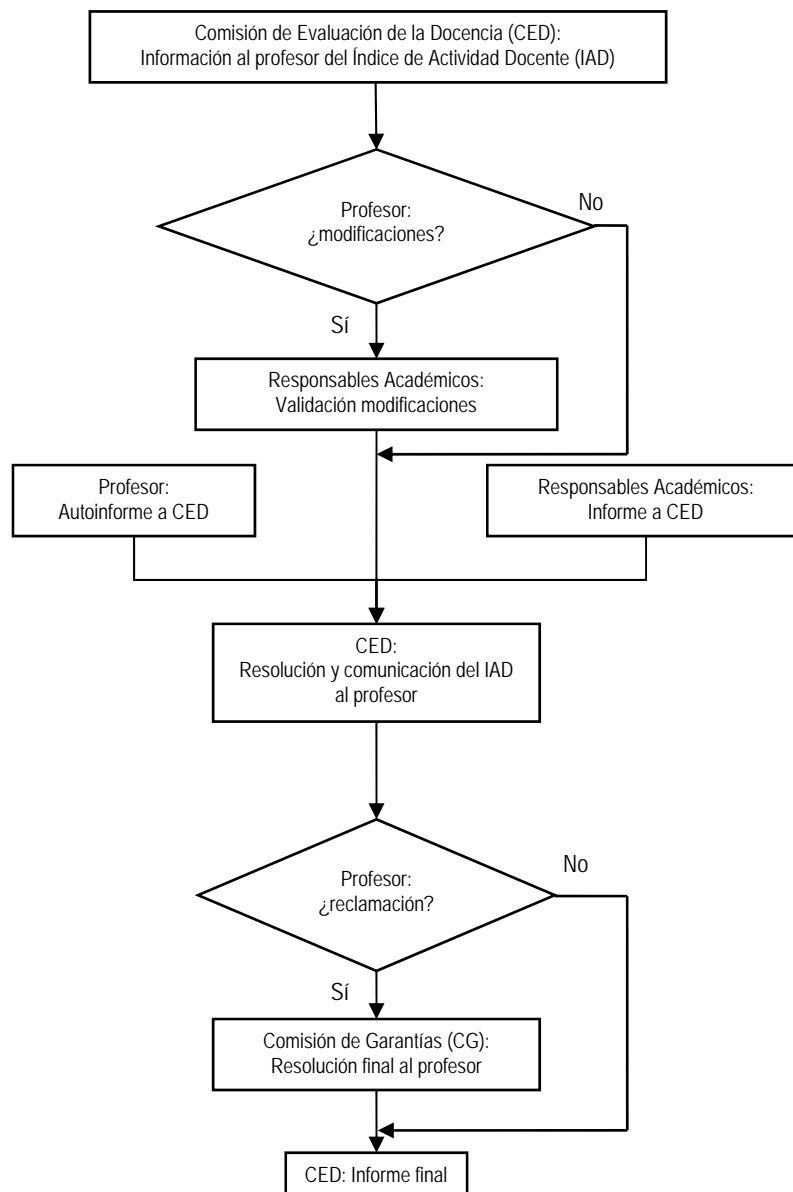 Comisión de Evaluación de la Docencia (CED):
Información al profesor del Índice de Actividad Docente (IAD)
Profesor:
¿modificaciones?
No
Sí
Responsables Académicos:
Validación modificaciones
Profesor:
Autoinforme a CED
Responsables Académicos:
Informe a CED
CED:
Resolución y comunicación del IAD
al profesor
Profesor:
¿reclamación?
No
Sí
Comisión de Garantías (CG):
Resolución final al profesor
CED: Informe final